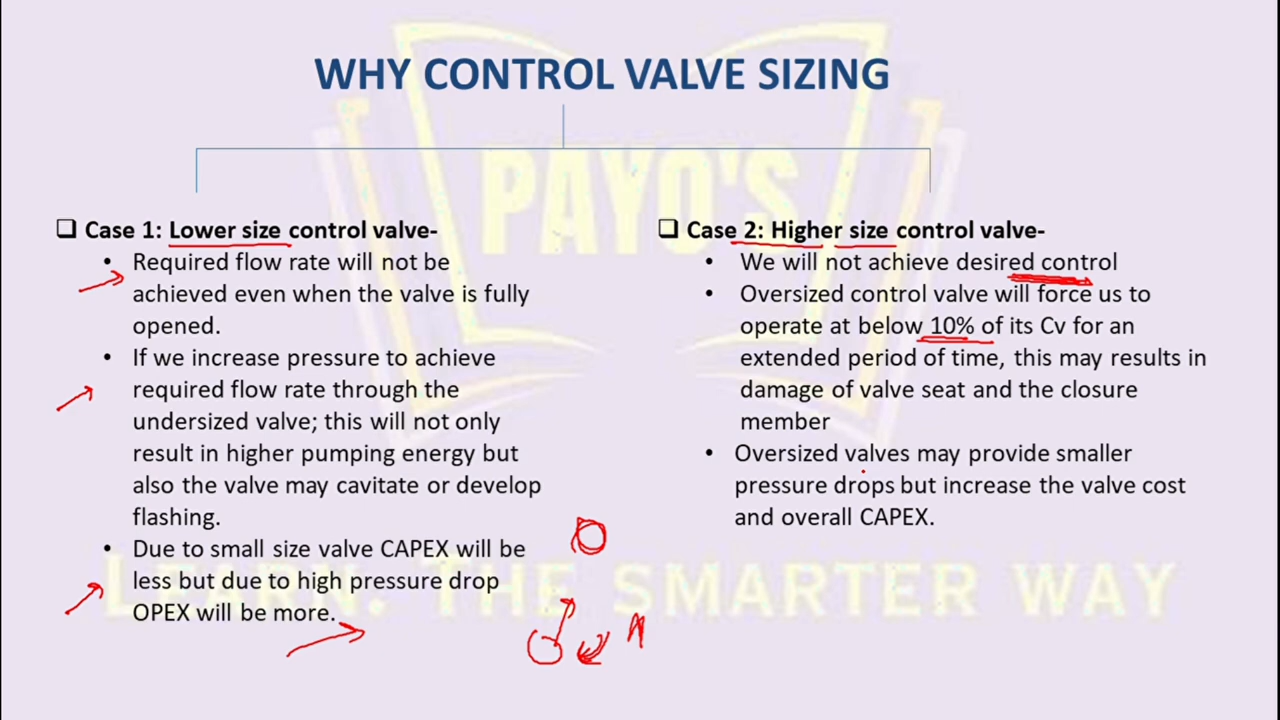 WHY CONTROL VALVE SIZING
PAYO'S
Case 1: Lower size control valve-
• Required flow rate will not be
achieved even when the valve is fully
opened.
• If we increase pressure to achieve
required flow rate through the
undersized valve; this will not only
result in higher pumping energy but
also the valve may cavitate or develop
flashing.
• Due to small size valve CAPEX will be
less but due to high pressure drop
OPEX will be more.
Case 2: Higher size control valve-
• We will not achieve desired control
• Oversized control valve will force us to
operate at below 10% of its Cv for an
extended period of time, this may results in
damage of valve seat and the closure
member
• Oversized valves may provide smaller
pressure drops but increase the valve cost
and overall CAPEX.
LEARN. THE SMARTER WAY